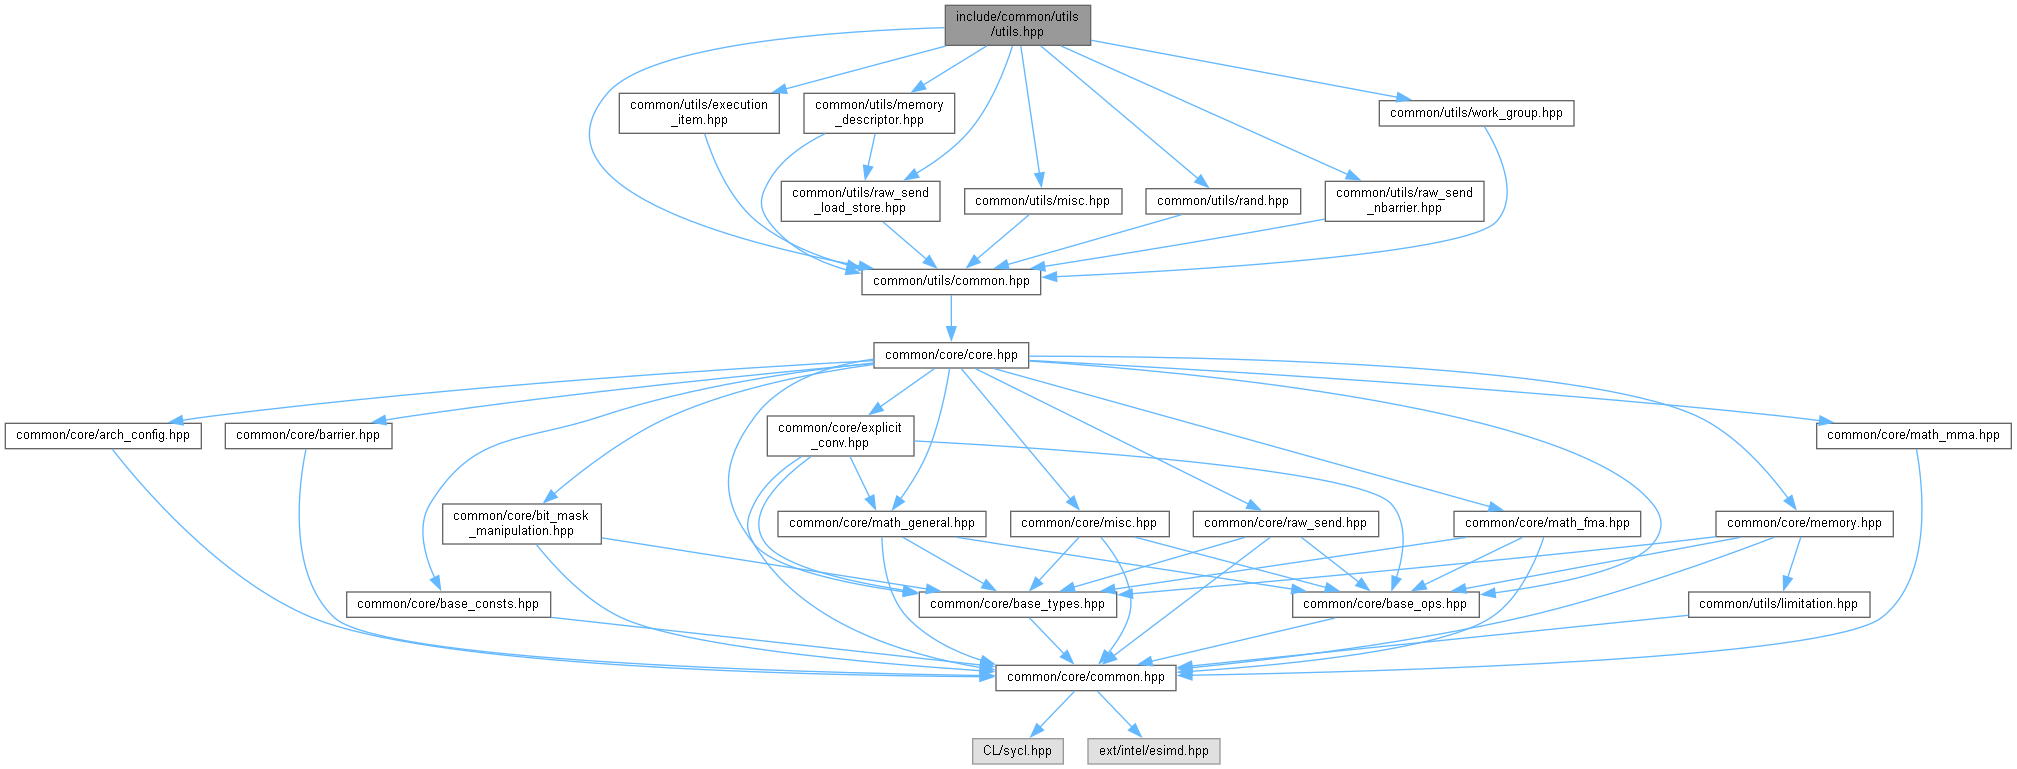 include/common/utils
/utils.hpp
common/utils/execution
_item.hpp
common/utils/memory
_descriptor.hpp
common/utils/work_group.hpp
common/utils/raw_send
_load_store.hpp
common/utils/misc.hpp
common/utils/rand.hpp
common/utils/raw_send
_nbarrier.hpp
common/utils/common.hpp
common/core/core.hpp
common/core/arch_config.hpp
common/core/barrier.hpp
common/core/explicit
_conv.hpp
common/core/math_mma.hpp
common/core/bit_mask
_manipulation.hpp
common/core/math_general.hpp
common/core/misc.hpp
common/core/raw_send.hpp
common/core/math_fma.hpp
common/core/memory.hpp
common/core/base_consts.hpp
common/core/base_types.hpp
common/core/base_ops.hpp
common/utils/limitation.hpp
common/core/common.hpp
CL/sycl.hpp
ext/intel/esimd.hpp